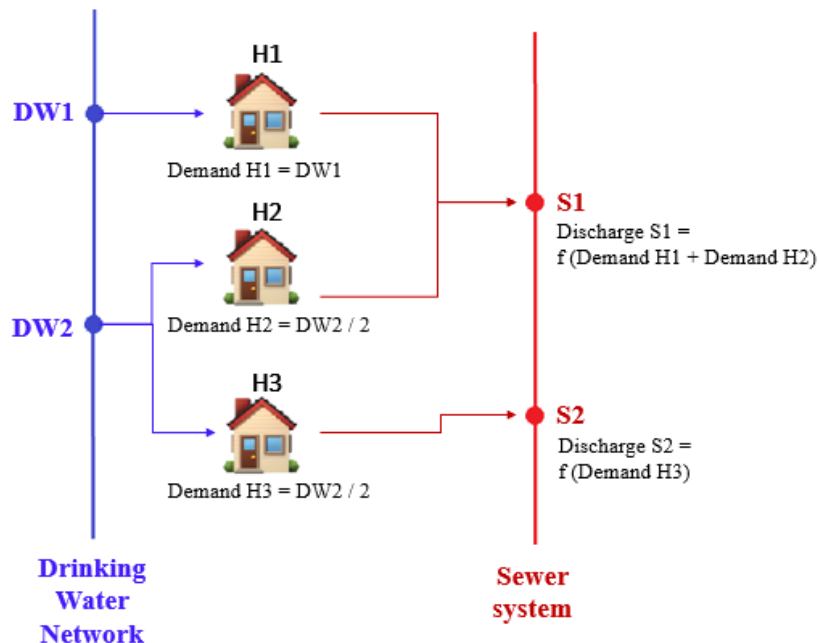 H1
DW1
Demand H1 = DW1
H2
S1
Discharge S1 =
f (Demand H1 + Demand H2)
DW2
Demand H2 = DW2 / 2
H3
S2
Discharge S2 =
f (Demand H3)
Demand H3 = DW2 / 2
Drinking
Water
Network
Sewer
system